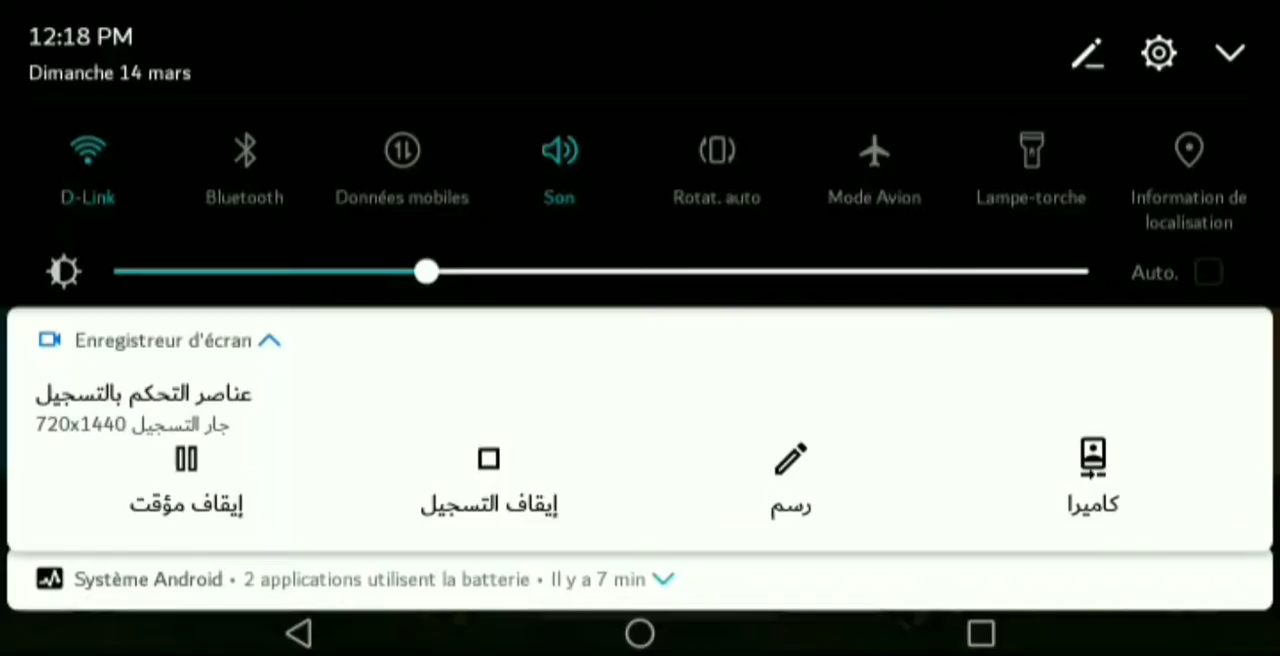 12:18 PM
Dimanche 14 mars
D-Link
Bluetooth
Données mobiles
Son
Rotat. auto
Mode Avion
Lampe-torche
Information de
localisation
Auto.
Enregistreur d'écran
عناصر التحكم بالتسجيل
جار التسجيل 720x1440
إيقاف مؤقت
إيقاف التسجيل
رسم
كاميرا
Système Android • 2 applications utilisent la batterie • Il y a 7 min